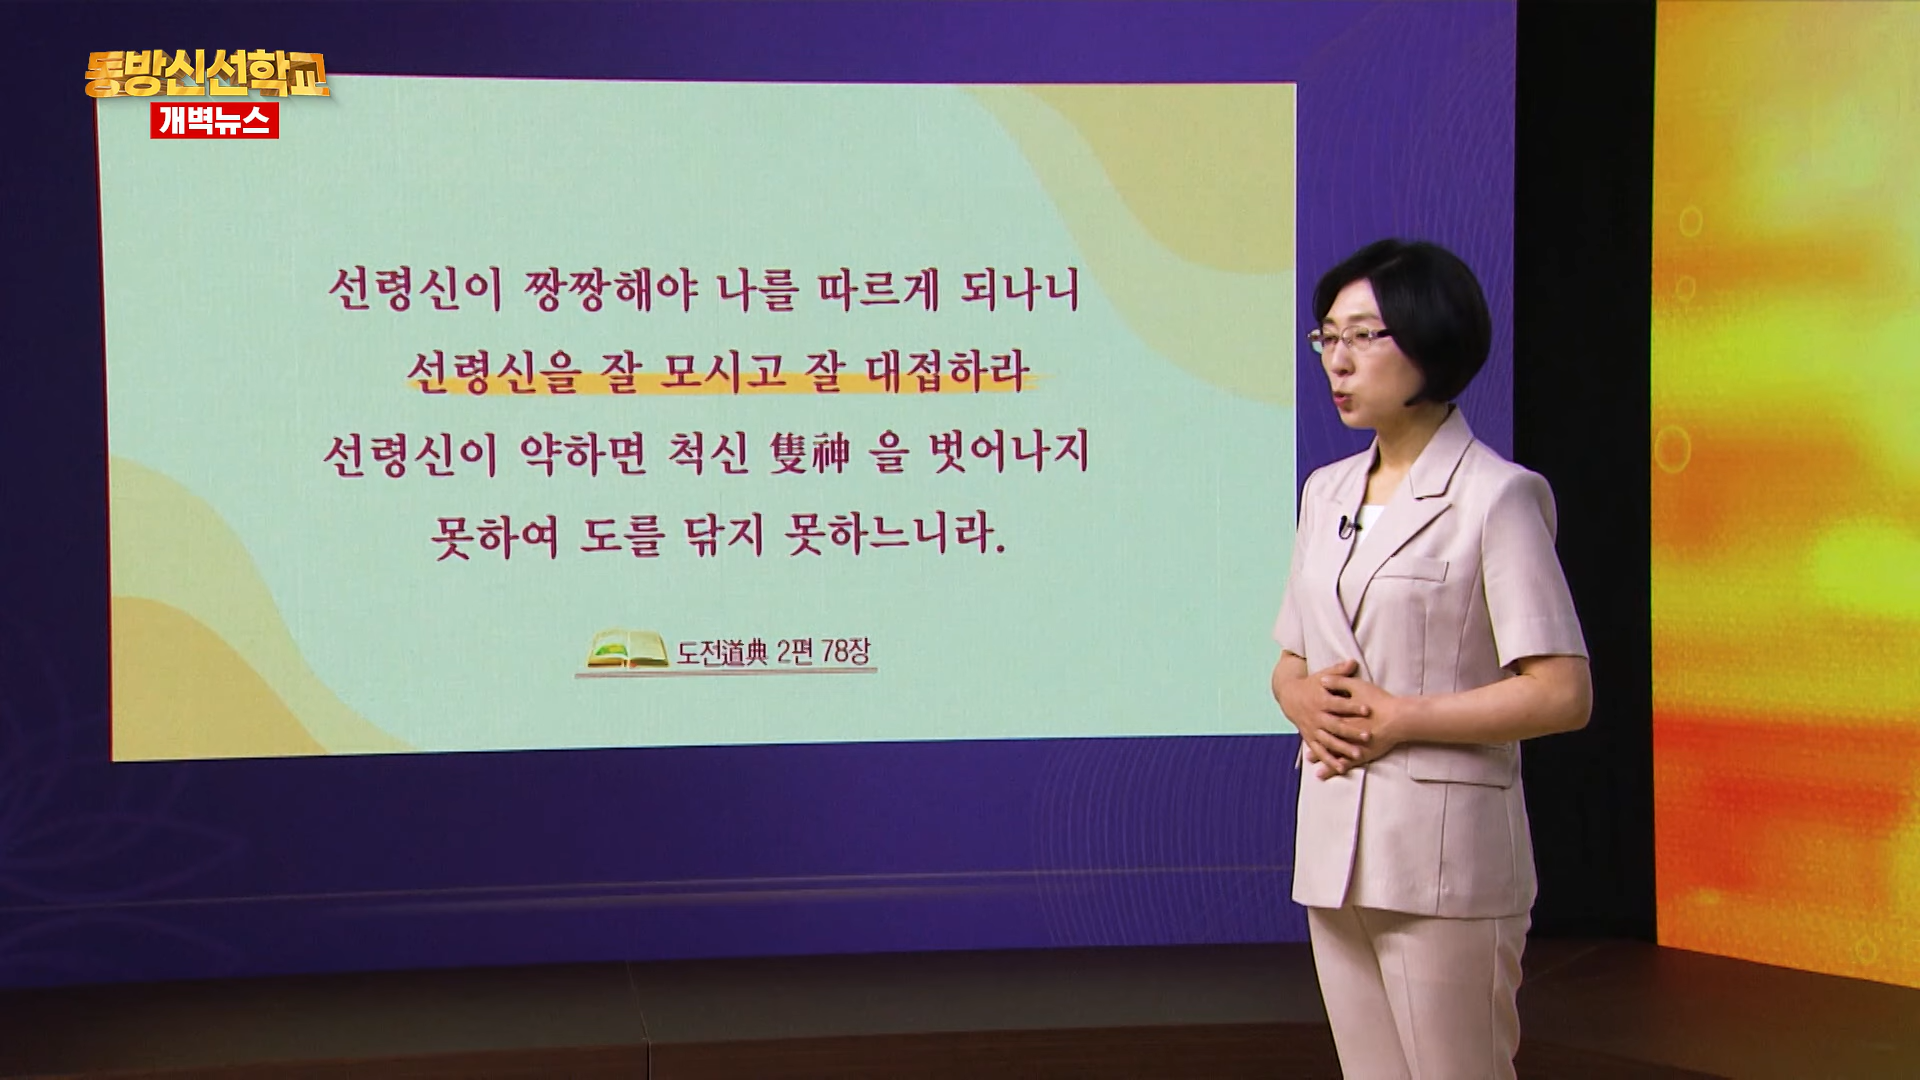 동방신선학교
개벽뉴스
선령신이 짱짱해야 나를 따르게 되나니
선령신을 잘 모시고 잘 대접하라
선령신이 약하면 척신 隻神 을 벗어나지
못하여 도를 닦지 못하느니라.
도전道典 2편 78장